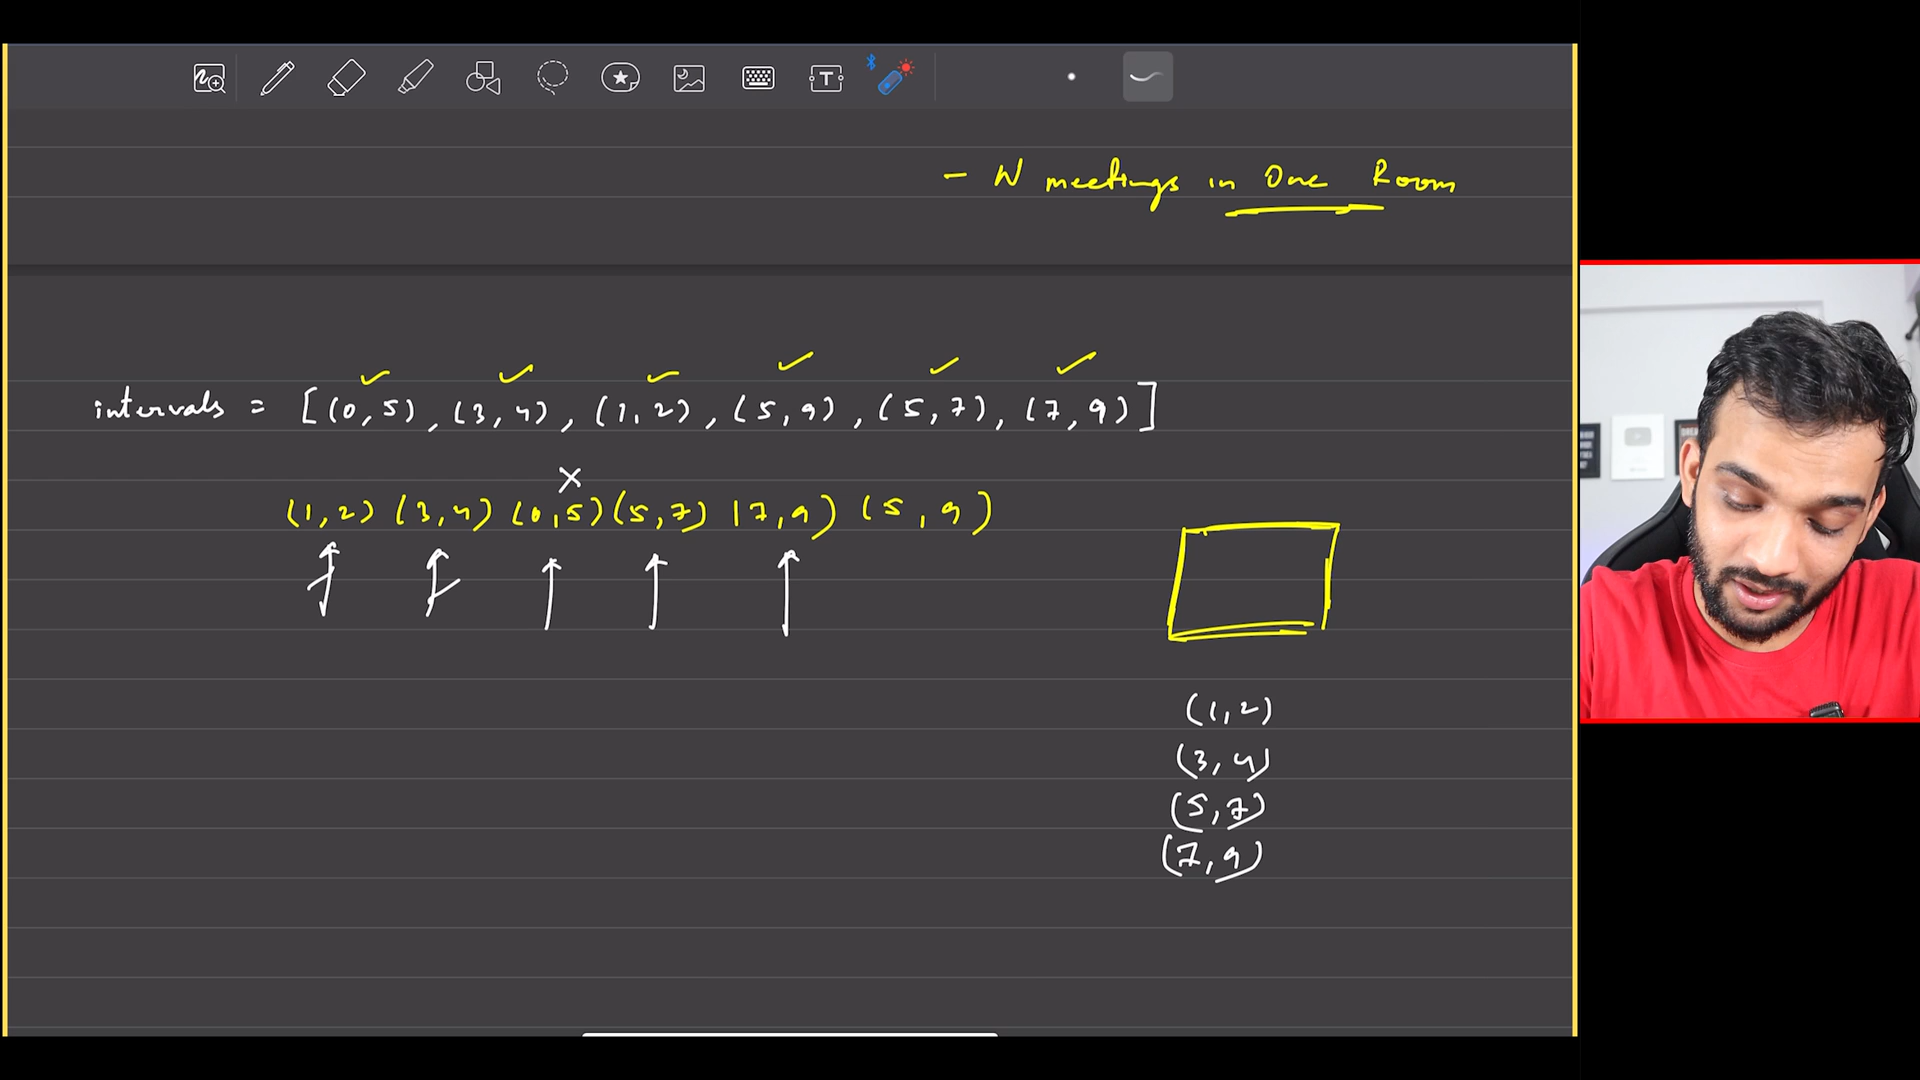 - N meetings in One Room
intervals = [(0,5), (3,4), (1,2), (5,9), (5,7), (7,9)]
x
(1,2) (3,4) (0,5) (5,7) (7,9) (5,9)
(1,2)
(3,4)
(5,7)
(7,9)